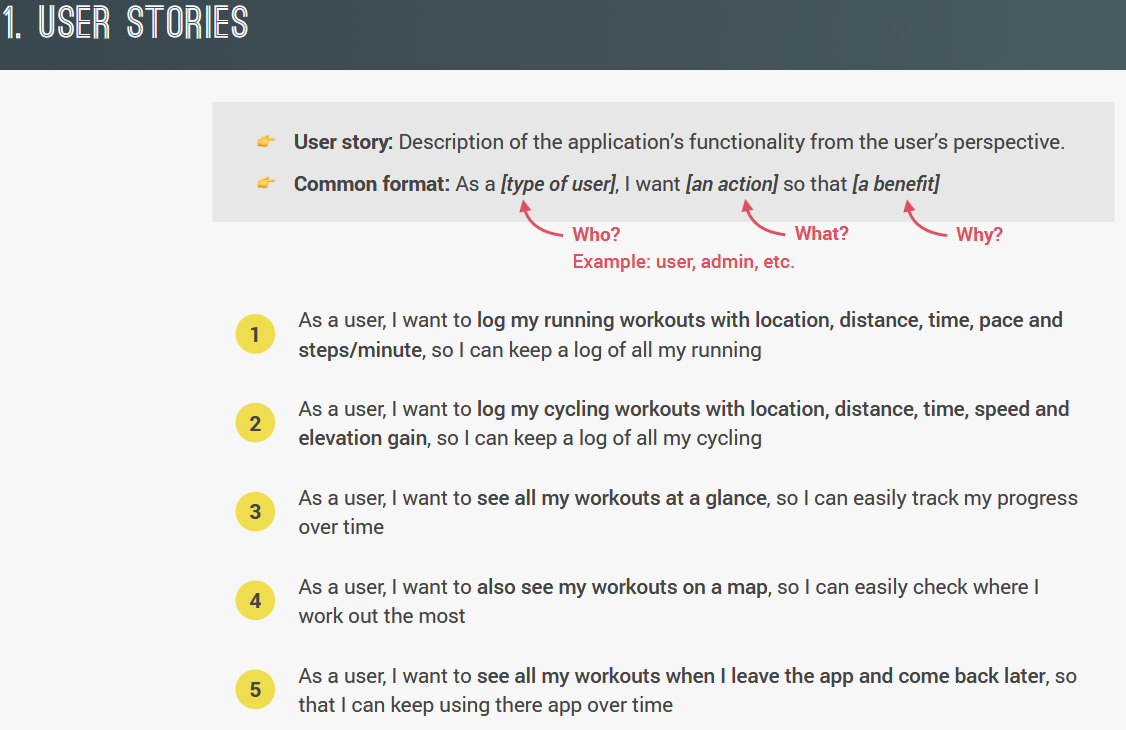 1. USER STORIES
👉 User story: Description of the application's functionality from the user's perspective.
👉 Common format: As a [type of user], I want [an action] so that [a benefit]
Who? What? Why?
Example: user, admin, etc.
1 As a user, I want to log my running workouts with location, distance, time, pace and
steps/minute, so I can keep a log of all my running
2 As a user, I want to log my cycling workouts with location, distance, time, speed and
elevation gain, so I can keep a log of all my cycling
3 As a user, I want to see all my workouts at a glance, so I can easily track my progress
over time
4 As a user, I want to also see my workouts on a map, so I can easily check where I
work out the most
5 As a user, I want to see all my workouts when I leave the app and come back later, so
that I can keep using there app over time